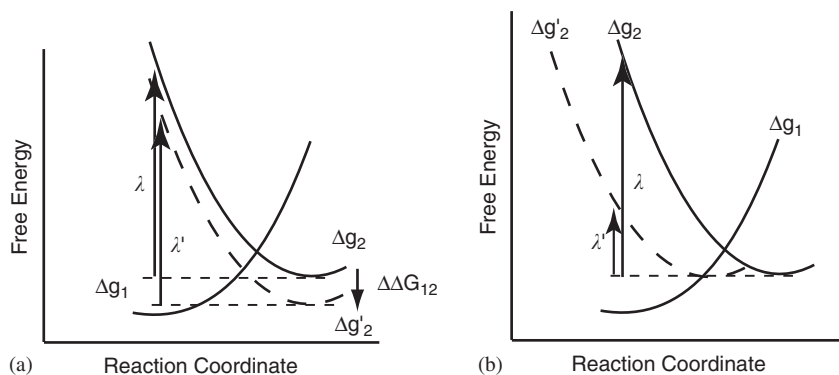 Free Energy
λ
λ'
Δg₁
Δg₂
ΔΔG₁₂
Δg'₂
(a)
Reaction Coordinate
Free Energy
Δg'₂
Δg₂
Δg₁
λ
λ'
(b)
Reaction Coordinate